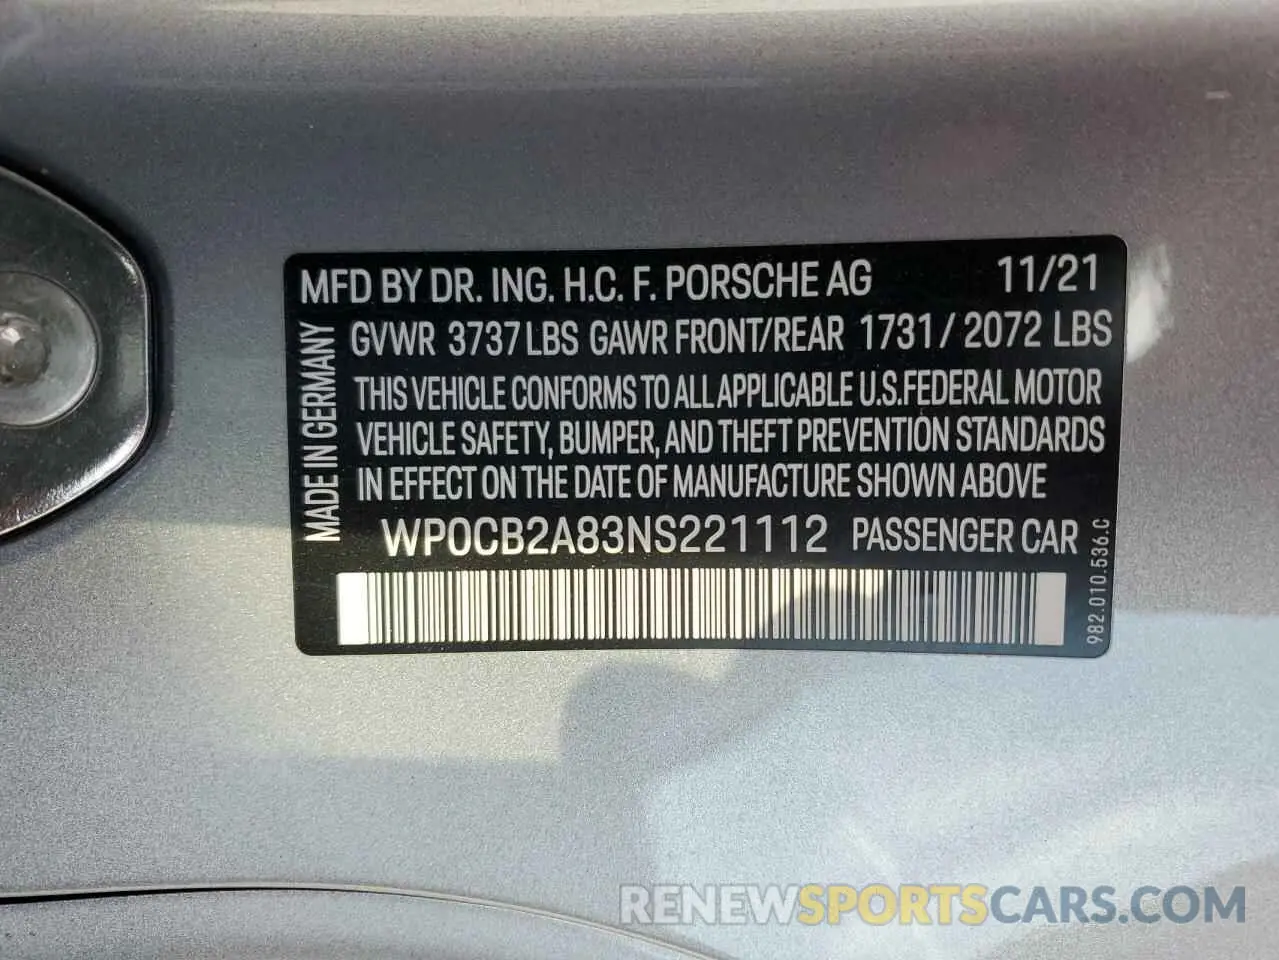 MFD BY DR. ING. H.C. F. PORSCHE AG 11/21
GVWR 3737 LBS GAWR FRONT/REAR 1731/2072 LBS
THIS VEHICLE CONFORMS TO ALL APPLICABLE U.S.FEDERAL MOTOR
VEHICLE SAFETY, BUMPER, AND THEFT PREVENTION STANDARDS
IN EFFECT ON THE DATE OF MANUFACTURE SHOWN ABOVE
WP0CB2A83NS221112 PASSENGER CAR
MADE IN GERMANY
982.010.536.C
RENEWSPORTSCARS.COM